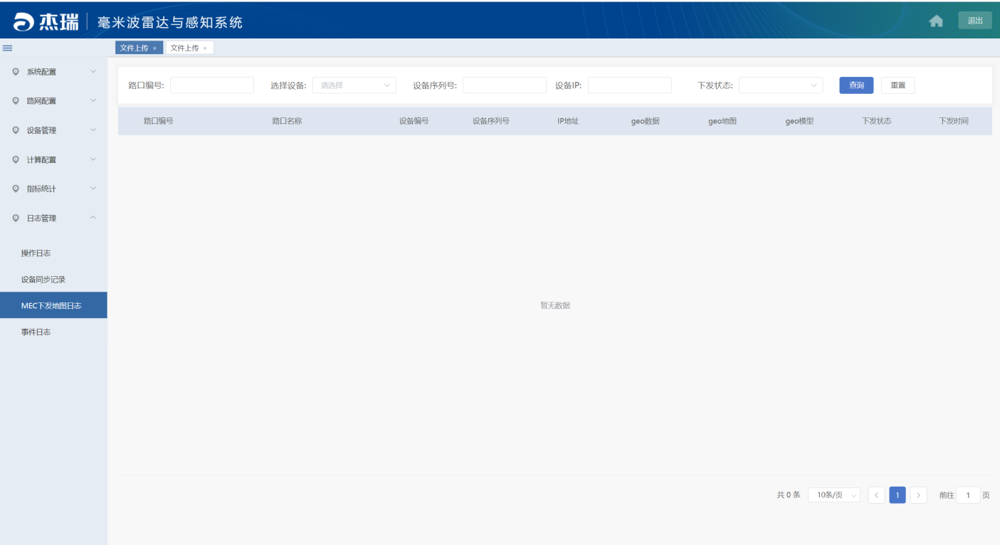 杰瑞 毫米波雷达与感知系统 退出
文件上传 × 文件上传 ×
系统配置
路网配置
设备管理
计算配置
指标统计
日志管理
操作日志
设备同步记录
MEC下发地图日志
事件日志
路口编号: 选择设备: 请选择 设备序列号: 设备IP: 下发状态: 查询 重置
路口编号 路口名称 设备编号 设备序列号 IP地址 geo数据 geo地图 geo模型 下发状态 下发时间
暂无数据
共 0 条 10条/页 < 1 > 前往 1 页